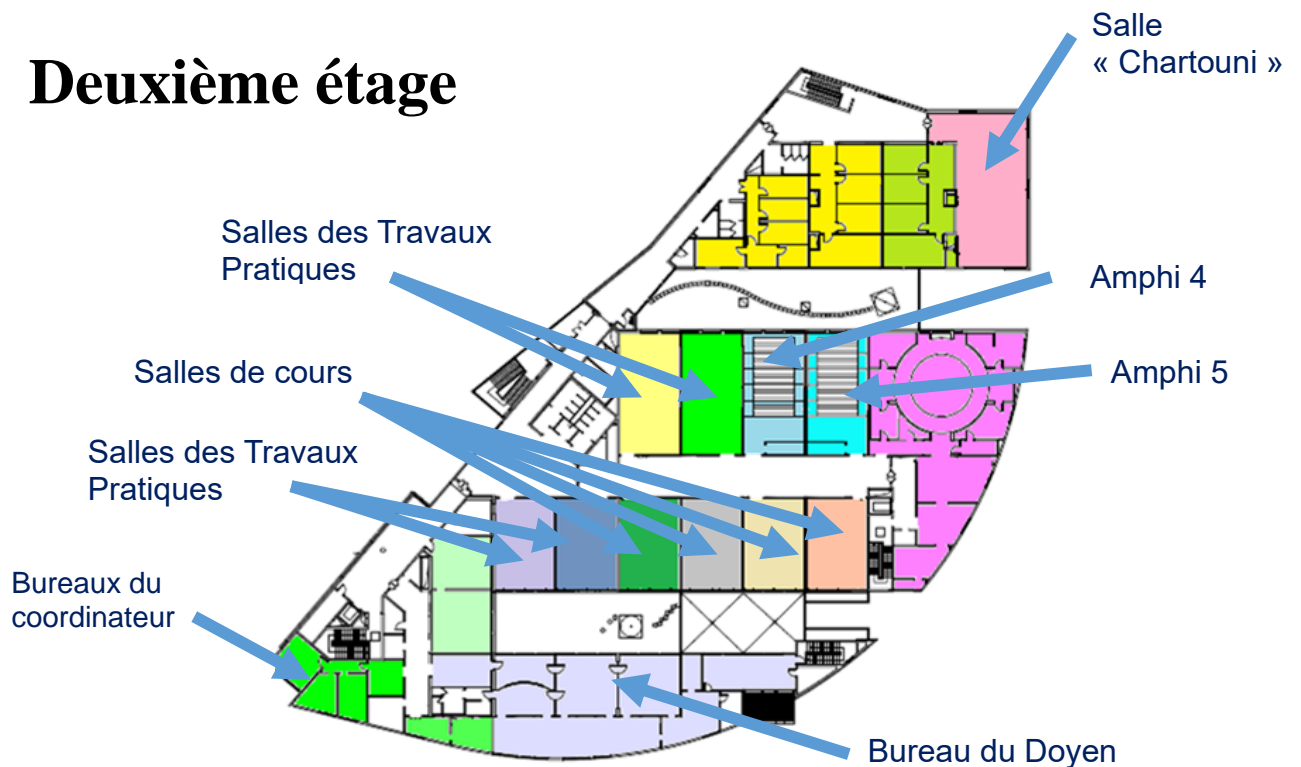 Deuxième étage
Salle
« Chartouni »
Salles des Travaux
Pratiques
Amphi 4
Salles de cours
Amphi 5
Salles des Travaux
Pratiques
Bureaux du
coordinateur
Bureau du Doyen